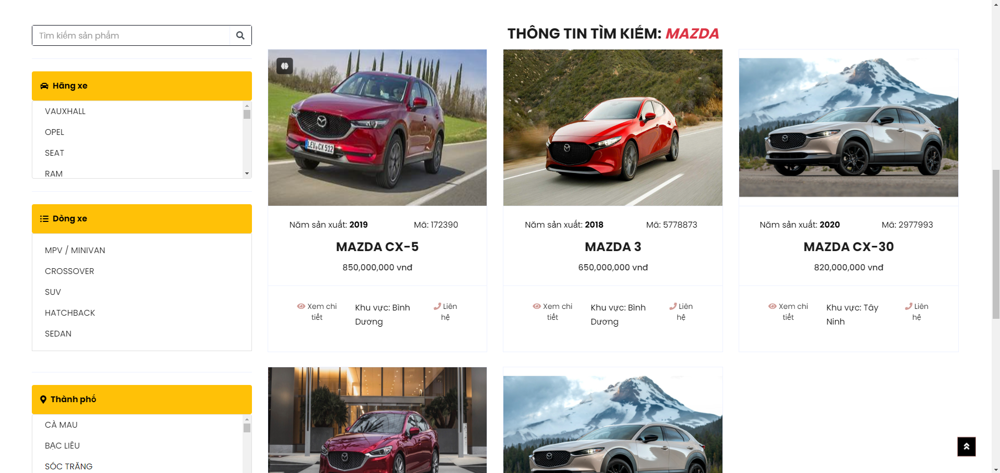 Tìm kiếm sản phẩm
Hãng xe
VAUXHALL
OPEL
SEAT
RAM
Dòng xe
MPV / MINIVAN
CROSSOVER
SUV
HATCHBACK
SEDAN
Thành phố
CÀ MAU
BẠC LIÊU
SÓC TRĂNG
THÔNG TIN TÌM KIẾM: MAZDA
LEV CX 512
Năm sản xuất: 2019 Mã: 172390
MAZDA CX-5
850,000,000 vnđ
Xem chi
tiết
Khu vực: Bình
Dương
Liên
hệ
Năm sản xuất: 2018 Mã: 5778873
MAZDA 3
650,000,000 vnđ
Xem chi
tiết
Khu vực: Bình
Dương
Liên
hệ
Năm sản xuất: 2020 Mã: 2977993
MAZDA CX-30
820,000,000 vnđ
Xem chi
tiết
Khu vực: Tây
Ninh
Liên
hệ